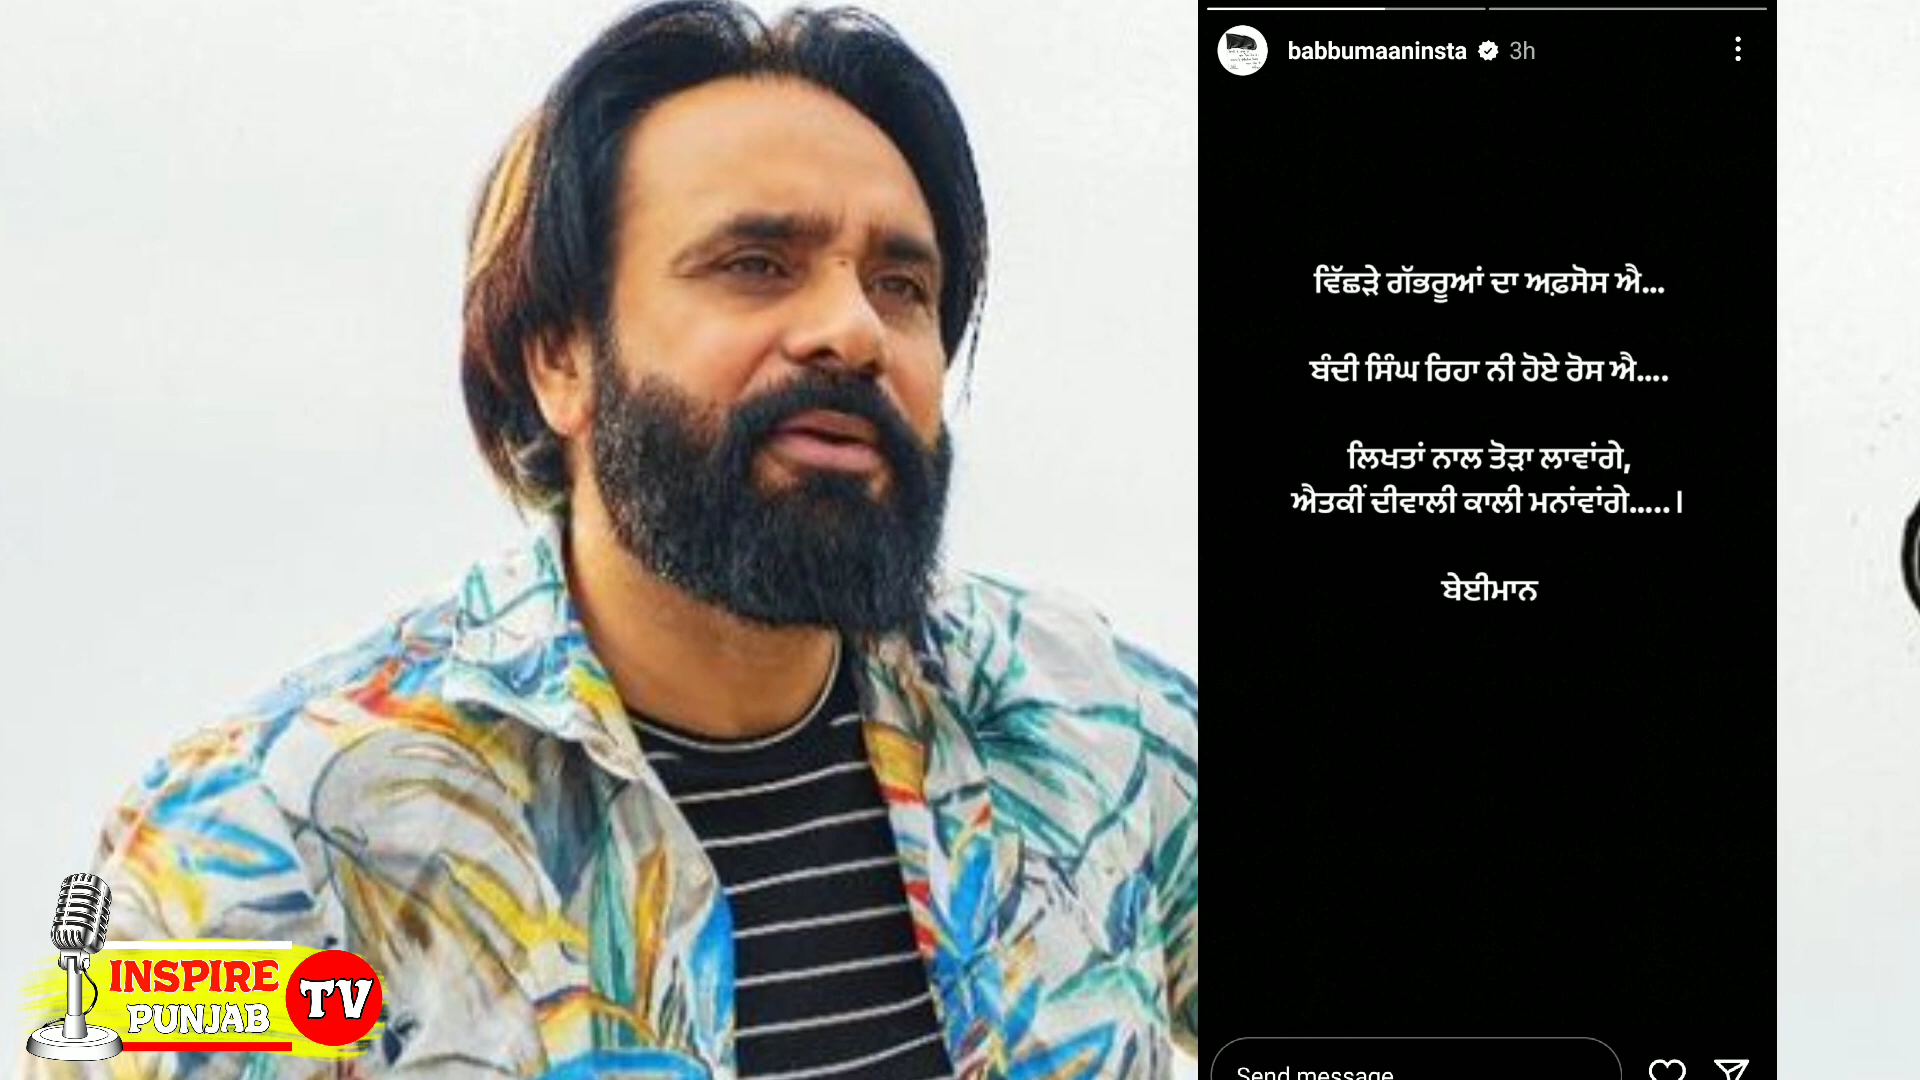 babbumaaninsta 3h
ਵਿੱਛੜੇ ਗੱਭਰੂਆਂ ਦਾ ਅਫ਼ਸੋਸ ਐ...
ਬੰਦੀ ਸਿੰਘ ਰਿਹਾ ਨੀ ਹੋਏ ਰੋਸ ਐ....
ਲਿਖਤਾਂ ਨਾਲ ਤੋੜਾ ਲਾਵਾਂਗੇ,
ਐਤਕੀਂ ਦੀਵਾਲੀ ਕਾਲੀ ਮਨਾਂਵਾਂਗੇ.....।
ਬੇਈਮਾਨ
Send message
INSPIRE
PUNJAB
TV